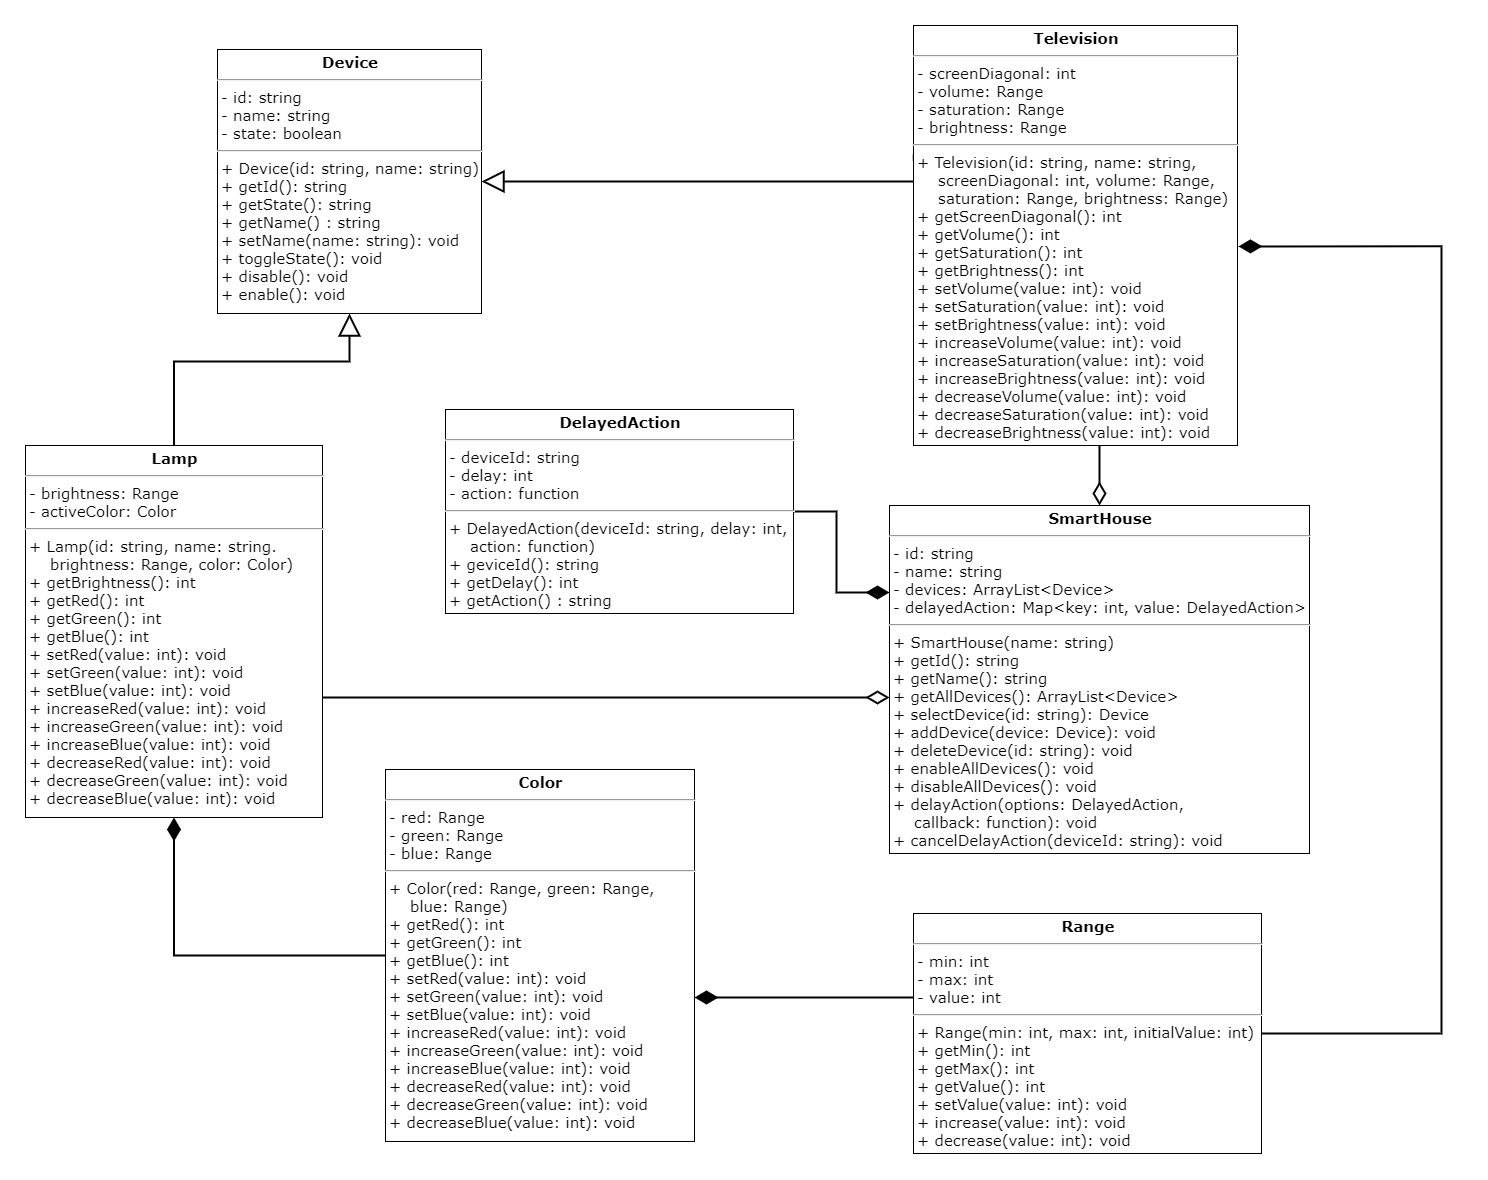 Device
- id: string
- name: string
- state: boolean
+ Device(id: string, name: string)
+ getId(): string
+ getState(): string
+ getName() : string
+ setName(name: string): void
+ toggleState(): void
+ disable(): void
+ enable(): void
Television
- screenDiagonal: int
- volume: Range
- saturation: Range
- brightness: Range
+ Television(id: string, name: string,
screenDiagonal: int, volume: Range,
saturation: Range, brightness: Range)
+ getScreenDiagonal(): int
+ getVolume(): int
+ getSaturation(): int
+ getBrightness(): int
+ setVolume(value: int): void
+ setSaturation(value: int): void
+ setBrightness(value: int): void
+ increaseVolume(value: int): void
+ increaseSaturation(value: int): void
+ increaseBrightness(value: int): void
+ decreaseVolume(value: int): void
+ decreaseSaturation(value: int): void
+ decreaseBrightness(value: int): void
Lamp
- brightness: Range
- activeColor: Color
+ Lamp(id: string, name: string.
brightness: Range, color: Color)
+ getBrightness(): int
+ getRed(): int
+ getGreen(): int
+ getBlue(): int
+ setRed(value: int): void
+ setGreen(value: int): void
+ setBlue(value: int): void
+ increaseRed(value: int): void
+ increaseGreen(value: int): void
+ increaseBlue(value: int): void
+ decreaseRed(value: int): void
+ decreaseGreen(value: int): void
+ decreaseBlue(value: int): void
DelayedAction
- deviceId: string
- delay: int
- action: function
+ DelayedAction(deviceId: string, delay: int,
action: function)
+ geviceId(): string
+ getDelay(): int
+ getAction() : string
SmartHouse
- id: string
- name: string
- devices: ArrayList<Device>
- delayedAction: Map<key: int, value: DelayedAction>
+ SmartHouse(name: string)
+ getId(): string
+ getName(): string
+ getAllDevices(): ArrayList<Device>
+ selectDevice(id: string): Device
+ addDevice(device: Device): void
+ deleteDevice(id: string): void
+ enableAllDevices(): void
+ disableAllDevices(): void
+ delayAction(options: DelayedAction,
callback: function): void
+ cancelDelayAction(deviceId: string): void
Color
- red: Range
- green: Range
- blue: Range
+ Color(red: Range, green: Range,
blue: Range)
+ getRed(): int
+ getGreen(): int
+ getBlue(): int
+ setRed(value: int): void
+ setGreen(value: int): void
+ setBlue(value: int): void
+ increaseRed(value: int): void
+ increaseGreen(value: int): void
+ increaseBlue(value: int): void
+ decreaseRed(value: int): void
+ decreaseGreen(value: int): void
+ decreaseBlue(value: int): void
Range
- min: int
- max: int
- value: int
+ Range(min: int, max: int, initialValue: int)
+ getMin(): int
+ getMax(): int
+ getValue(): int
+ setValue(value: int): void
+ increase(value: int): void
+ decrease(value: int): void